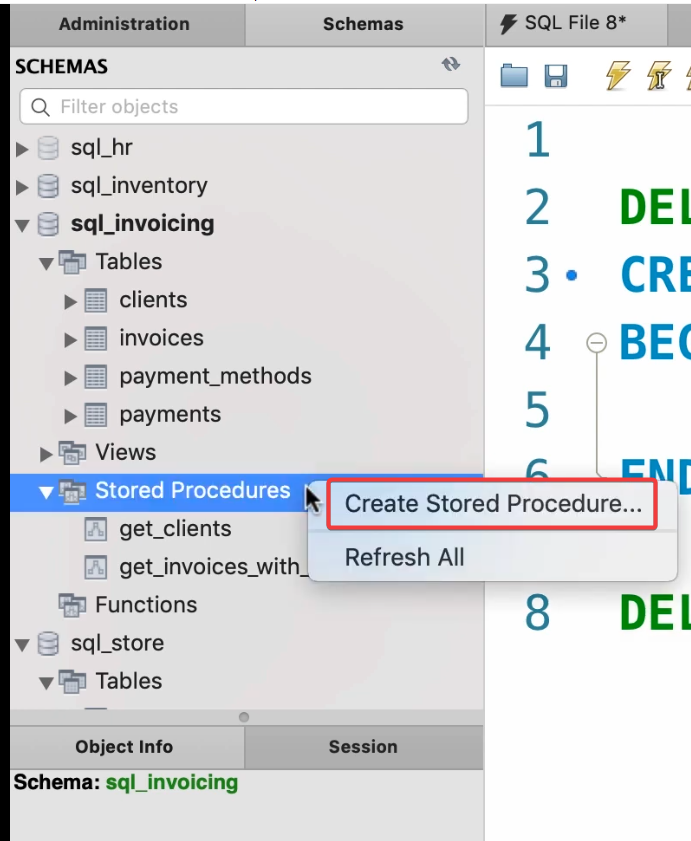 Administration
Schemas
SQL File 8*
SCHEMAS
Filter objects
sql_hr
sql_inventory
sql_invoicing
Tables
clients
invoices
payment_methods
payments
Views
Stored Procedures
get_clients
get_invoices_with_
Functions
sql_store
Tables
Create Stored Procedure...
Refresh All
1
2 DEL
3 CRE
4 BEG
5
6 END
8 DEL
Object Info
Session
Schema: sql_invoicing